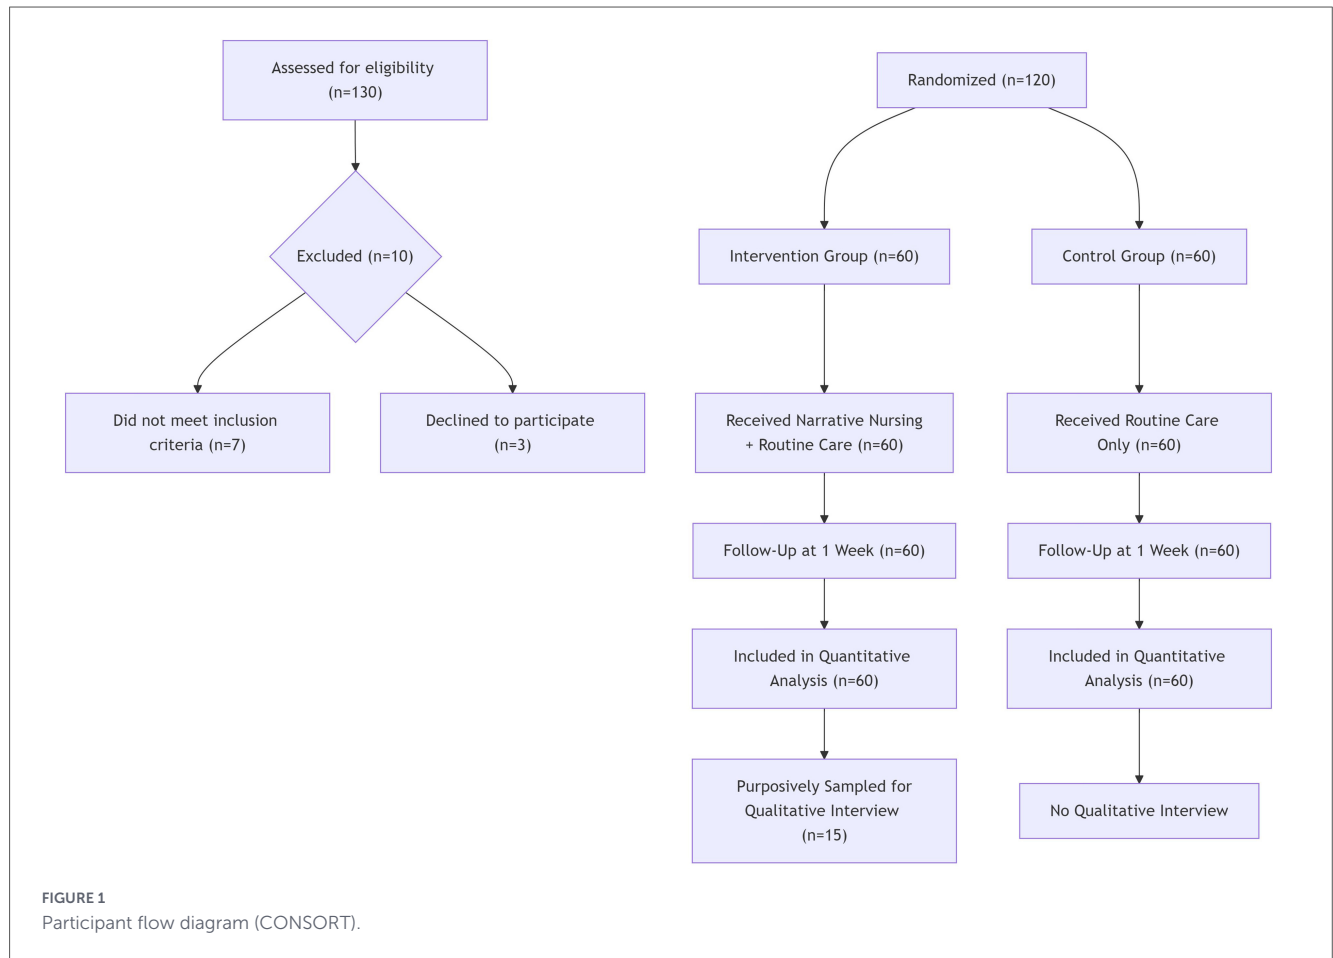 Assessed for eligibility
(n=130)
Excluded (n=10)
Did not meet inclusion
criteria (n=7)
Declined to participate
(n=3)
Randomized (n=120)
Intervention Group (n=60)
Control Group (n=60)
Received Narrative Nursing
+ Routine Care (n=60)
Received Routine Care
Only (n=60)
Follow-Up at 1 Week (n=60)
Follow-Up at 1 Week (n=60)
Included in Quantitative
Analysis (n=60)
Included in Quantitative
Analysis (n=60)
Purposively Sampled for
Qualitative Interview
(n=15)
No Qualitative Interview
FIGURE 1
Participant flow diagram (CONSORT).